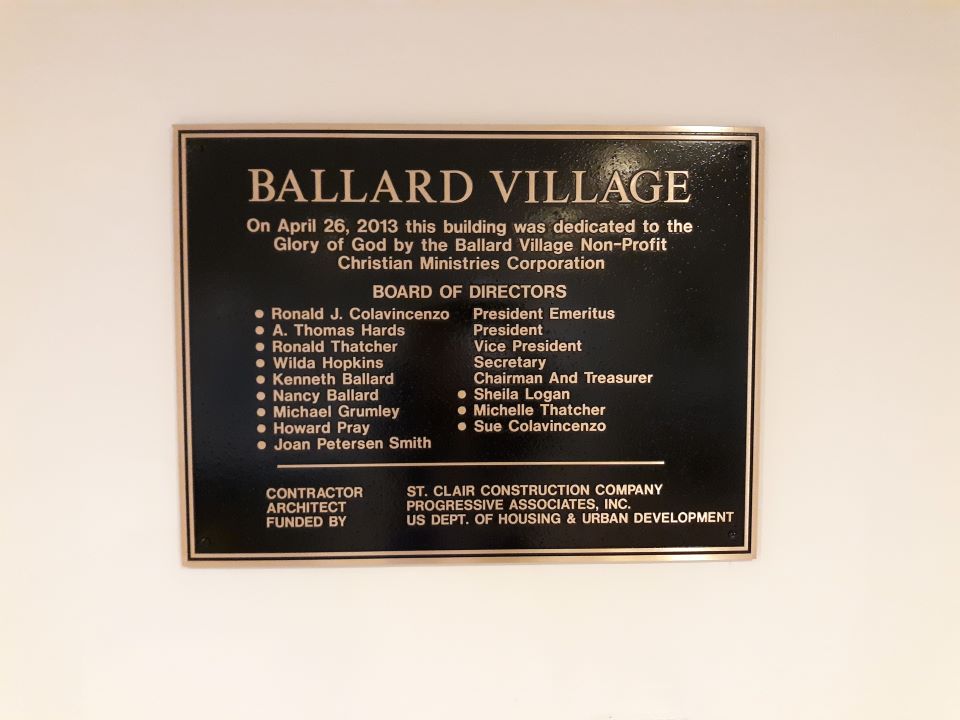 BALLARD VILLAGE
On April 26, 2013 this building was dedicated to the
Glory of God by the Ballard Village Non-Profit
Christian Ministries Corporation
BOARD OF DIRECTORS
• Ronald J. Colavincenzo President Emeritus
• A. Thomas Hards President
• Ronald Thatcher Vice President
• Wilda Hopkins Secretary
• Kenneth Ballard Chairman And Treasurer
• Nancy Ballard • Sheila Logan
• Michael Grumley • Michelle Thatcher
• Howard Pray • Sue Colavincenzo
• Joan Petersen Smith
CONTRACTOR ST. CLAIR CONSTRUCTION COMPANY
ARCHITECT PROGRESSIVE ASSOCIATES, INC.
FUNDED BY US DEPT. OF HOUSING & URBAN DEVELOPMENT